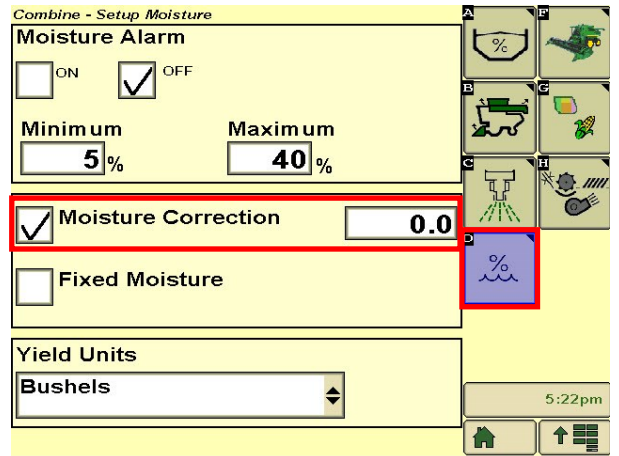 Combine - Setup Moisture
Moisture Alarm
ON OFF
Minimum Maximum
5 % 40 %
Moisture Correction 0.0
Fixed Moisture
Yield Units
Bushels
A F
%
B G
C H
D
%
5:22pm